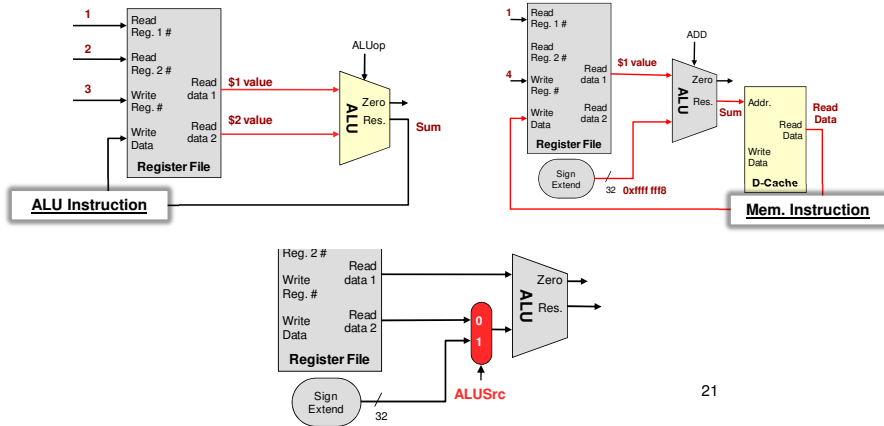 1
Read
Reg. 1 #
2
Read
Reg. 2 #
3
Write
Reg. #
Write
Data
Read
data 1
Read
data 2
Register File
$1 value
$2 value
ALUop
ALU
Zero
Res.
Sum
ALU Instruction
1
Read
Reg. 1 #
Read
Reg. 2 #
4
Write
Reg. #
Write
Data
Read
data 1
Read
data 2
Register File
$1 value
ADD
ALU
Zero
Res.
Sum
Sign
Extend
32
0xffff fff8
Addr.
Read
Data
Write
Data
D-Cache
Read
Data
Mem. Instruction
Reg. 2 #
Write
Reg. #
Write
Data
Read
data 1
Read
data 2
Register File
Sign
Extend
32
0
1
ALUSrc
ALU
Zero
Res.
21